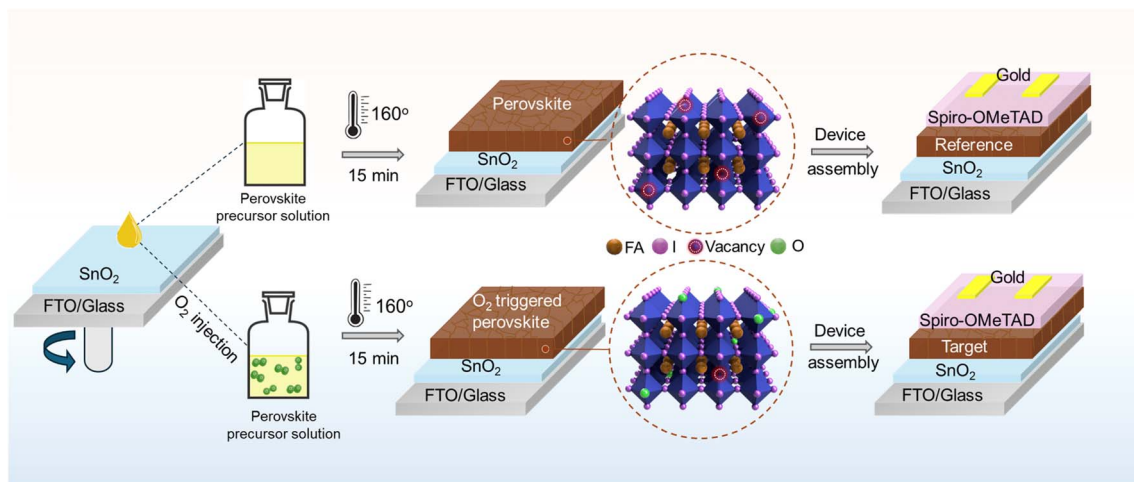 Perovskite
precursor solution
160°
15 min
Perovskite
SnO₂
FTO/Glass
Device
assembly
Gold
Spiro-OMeTAD
Reference
SnO₂
FTO/Glass
SnO₂
FTO/Glass
O₂ injection
FA
I
Vacancy
O
Perovskite
precursor solution
160°
15 min
O₂ triggered
perovskite
SnO₂
FTO/Glass
Device
assembly
Gold
Spiro-OMeTAD
Target
SnO₂
FTO/Glass